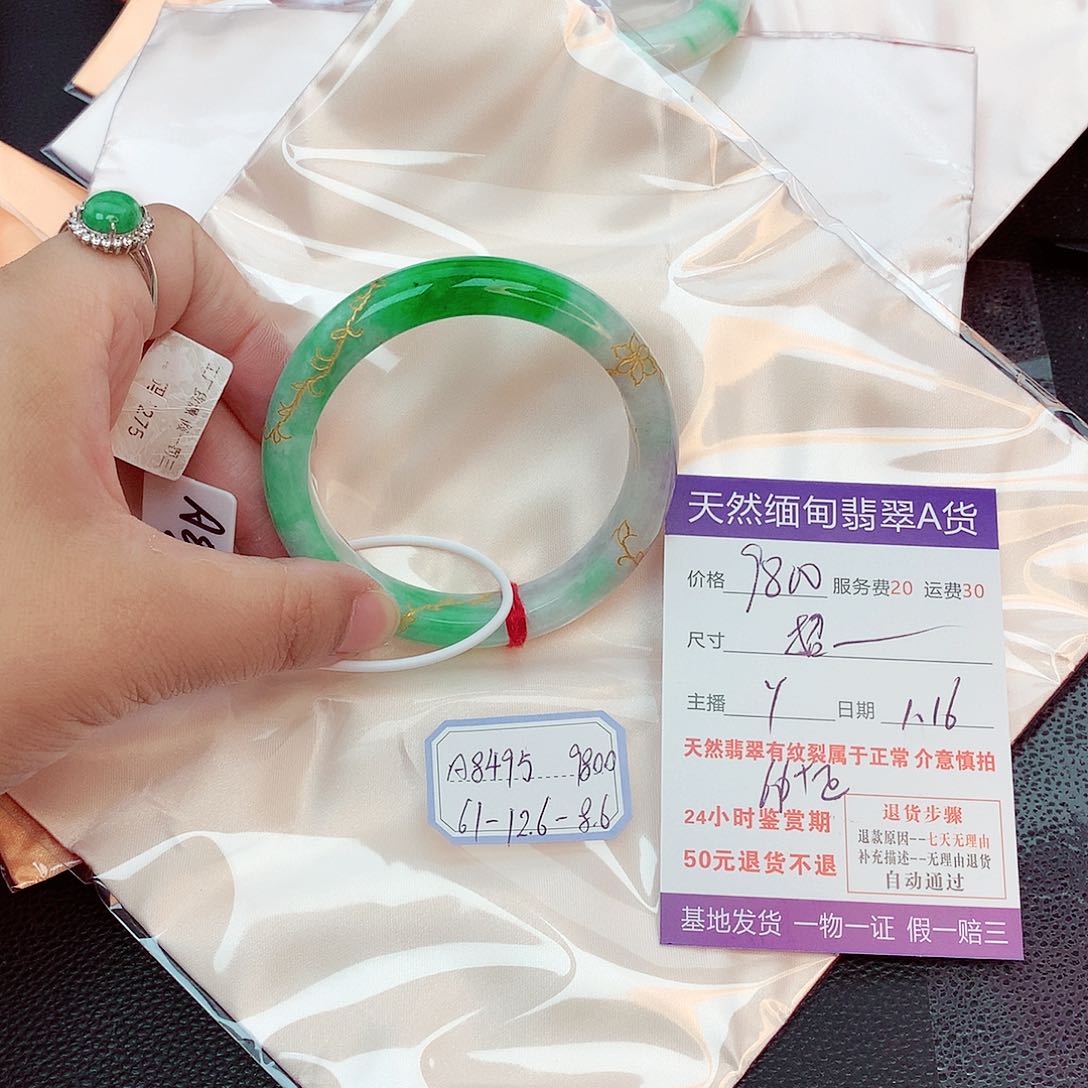 湿 275
A8
天然缅甸翡翠A货
价格 9800 服务费20 运费30
尺寸
主播 Y 日期 1.16
天然翡翠有纹裂属于正常 介意慎拍
24小时鉴赏期
50元退货不退
退货步骤
退款原因--七天无理由
补充描述--无理由退货
自动通过
基地发货 一物一证 假一赔三
A8495 9800
61-12.6-8.6